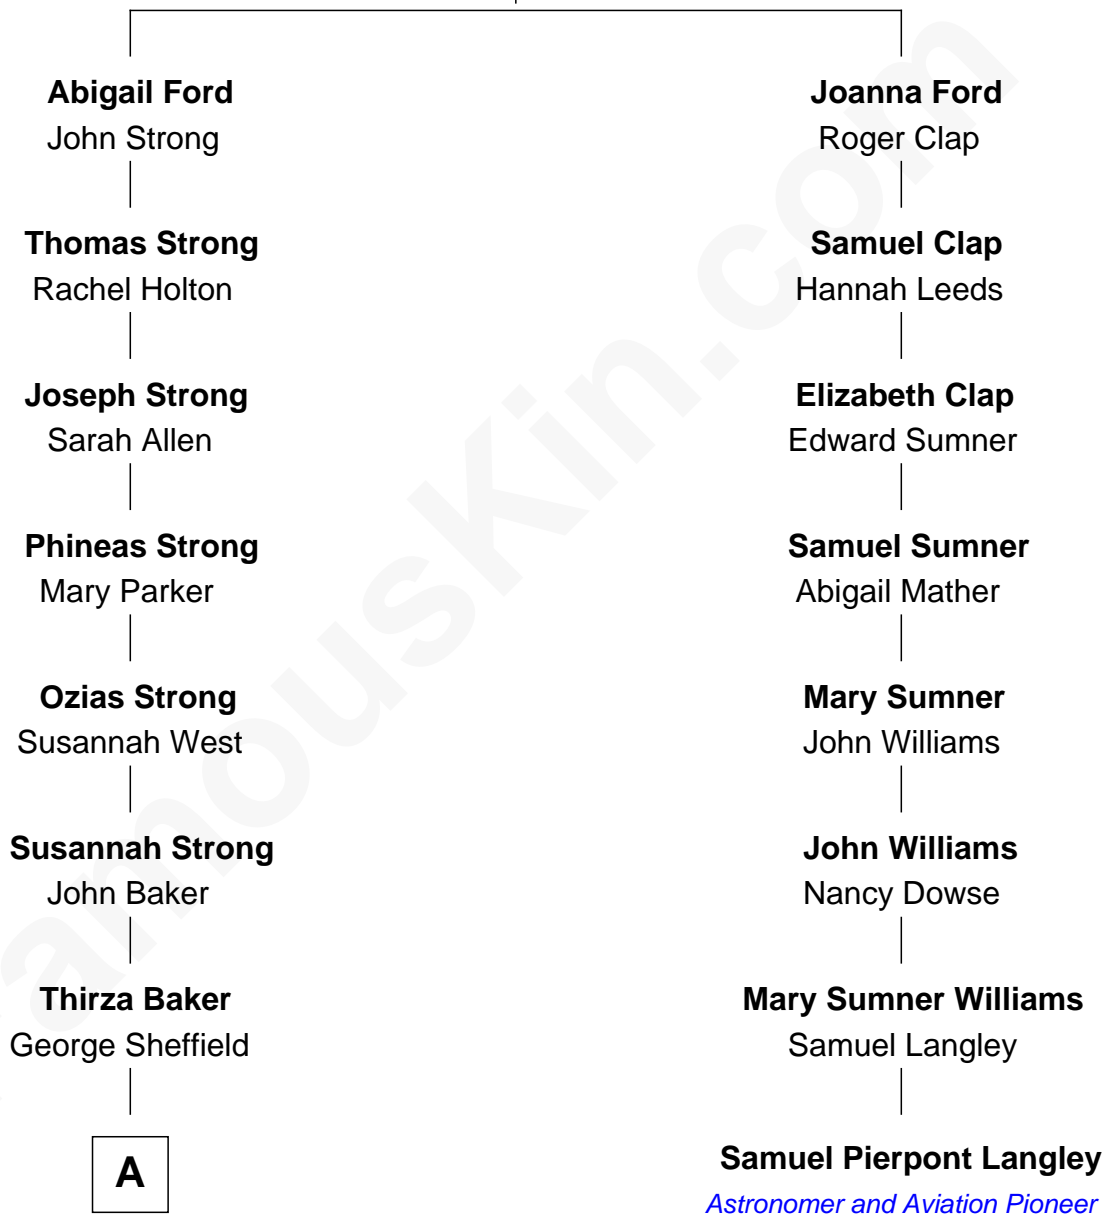 Abigail Ford
John Strong
Thomas Strong
Rachel Holton
Joseph Strong
Sarah Allen
Phineas Strong
Mary Parker
Ozias Strong
Susannah West
Susannah Strong
John Baker
Thirza Baker
George Sheffield
A
Joanna Ford
Roger Clap
Samuel Clap
Hannah Leeds
Elizabeth Clap
Edward Sumner
Samuel Sumner
Abigail Mather
Mary Sumner
John Williams
John Williams
Nancy Dowse
Mary Sumner Williams
Samuel Langley
Samuel Pierpont Langley
Astronomer and Aviation Pioneer
amouskin.com